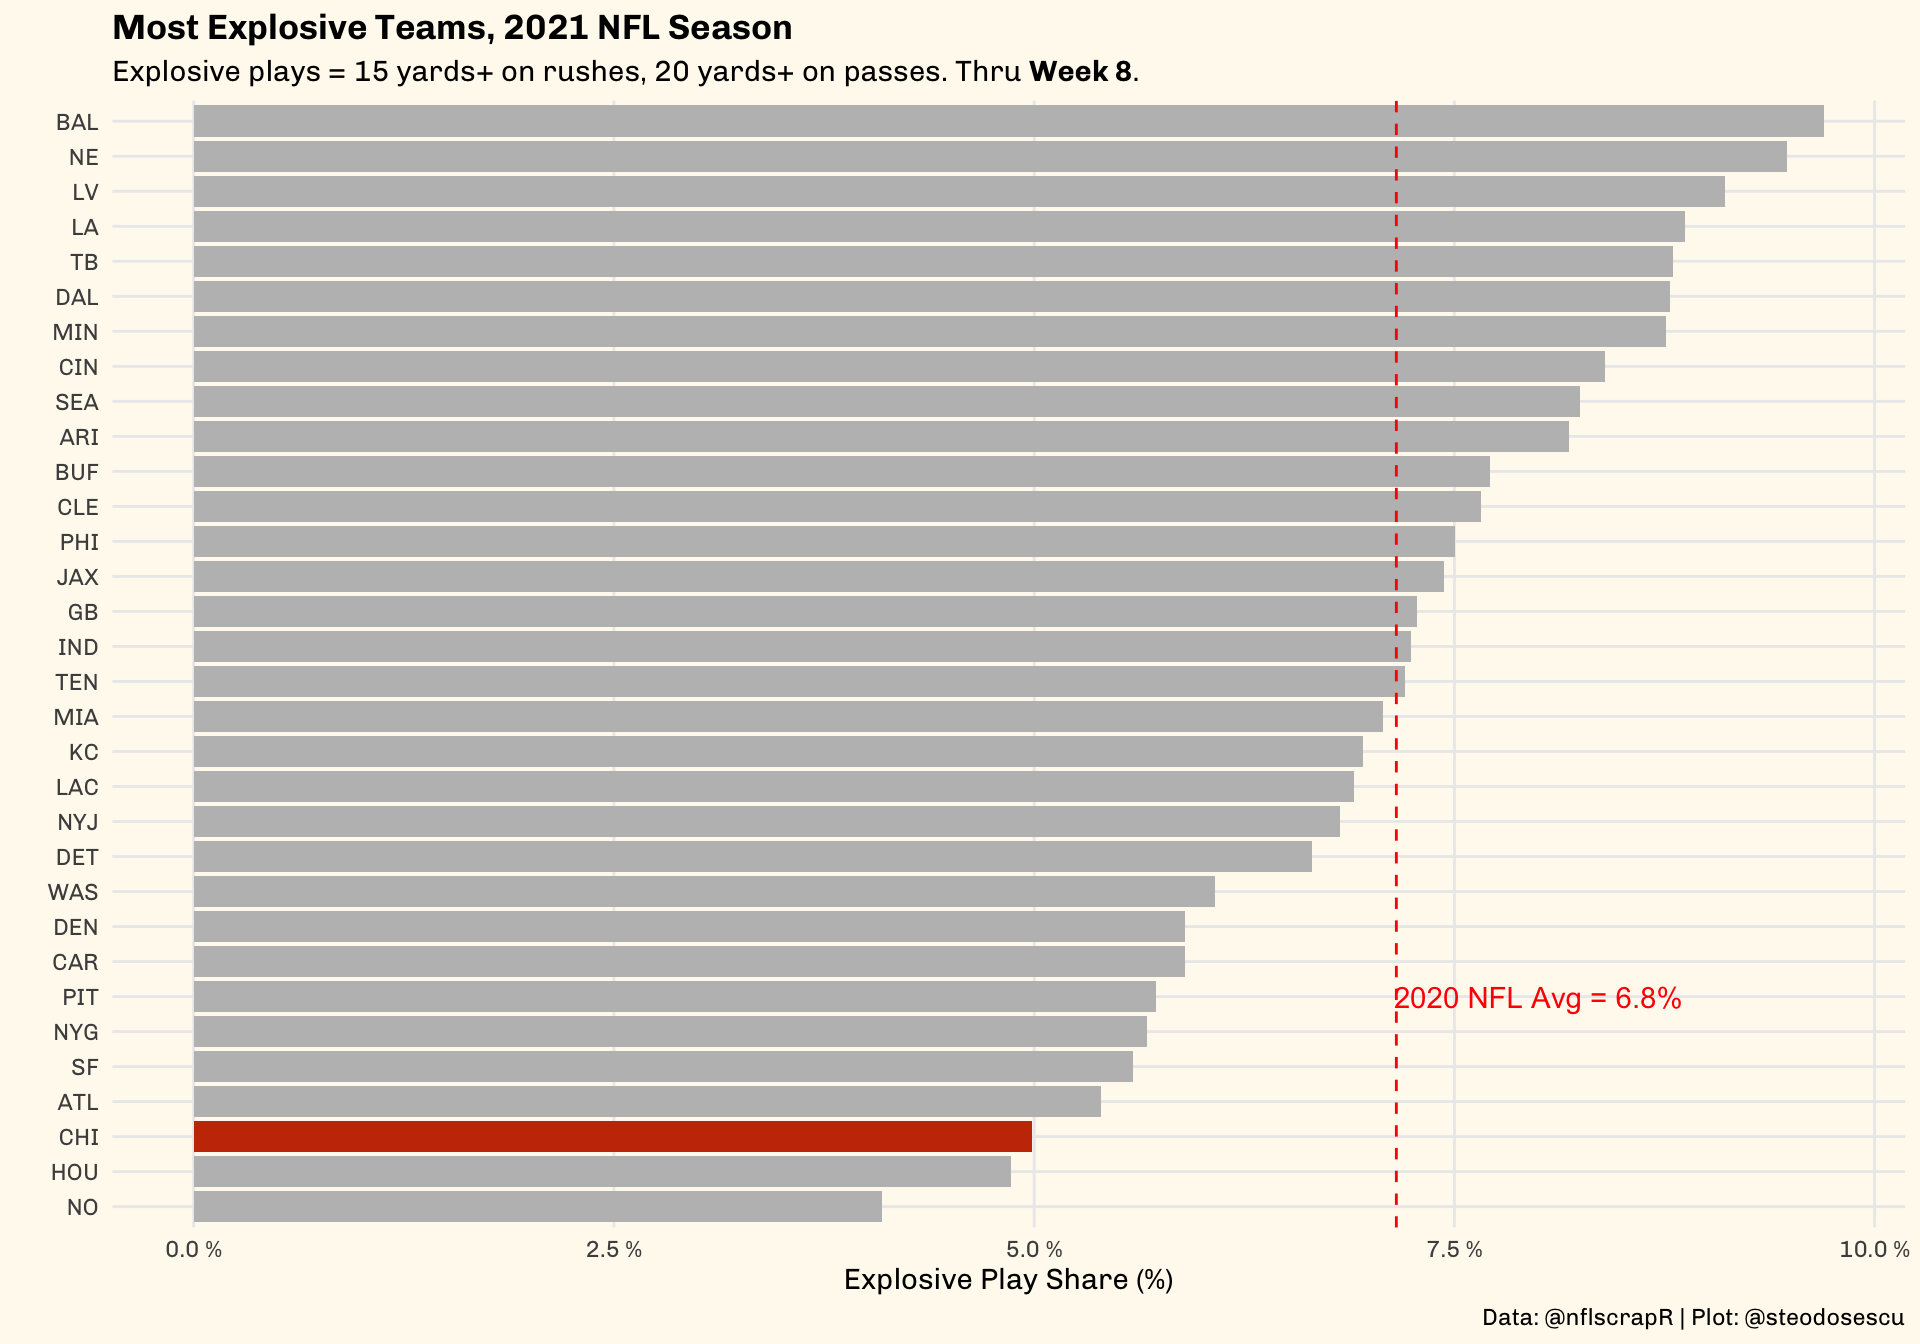 Most Explosive Teams, 2021 NFL Season
Explosive plays = 15 yards+ on rushes, 20 yards+ on passes. Thru Week 8.
BAL
NE
LV
LA
TB
DAL
MIN
CIN
SEA
ARI
BUF
CLE
PHI
JAX
GB
IND
TEN
MIA
KC
LAC
NYJ
DET
WAS
DEN
CAR
PIT
2020 NFL Avg = 6.8%
NYG
SF
ATL
CHI
HOU
NO
0.0 % 2.5 % 5.0 % 7.5 % 10.0 %
Explosive Play Share (%)
Data: @nflscrapR | Plot: @steodosescu